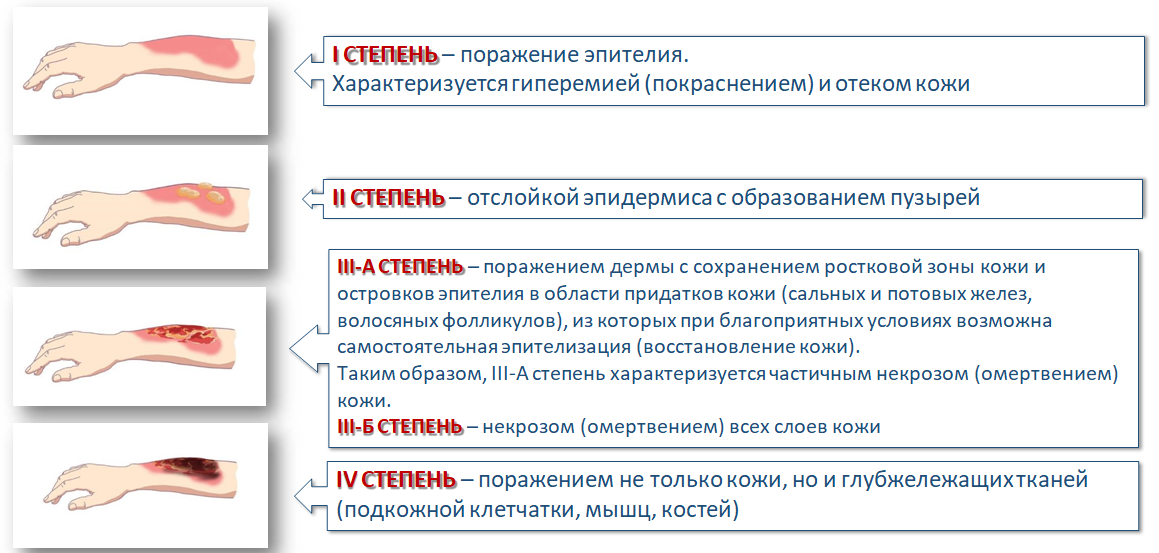 I СТЕПЕНЬ – поражение эпителия.
Характеризуется гиперемией (покраснением) и отеком кожи
II СТЕПЕНЬ – отслойкой эпидермиса с образованием пузырей
III-А СТЕПЕНЬ – поражением дермы с сохранением ростковой зоны кожи и
островков эпителия в области придатков кожи (сальных и потовых желез,
волосяных фолликулов), из которых при благоприятных условиях возможна
самостоятельная эпителизация (восстановление кожи).
Таким образом, III-А степень характеризуется частичным некрозом (омертвением)
кожи.
III-Б СТЕПЕНЬ – некрозом (омертвением) всех слоев кожи
IV СТЕПЕНЬ – поражением не только кожи, но и глубжележащих тканей
(подкожной клетчатки, мышц, костей)